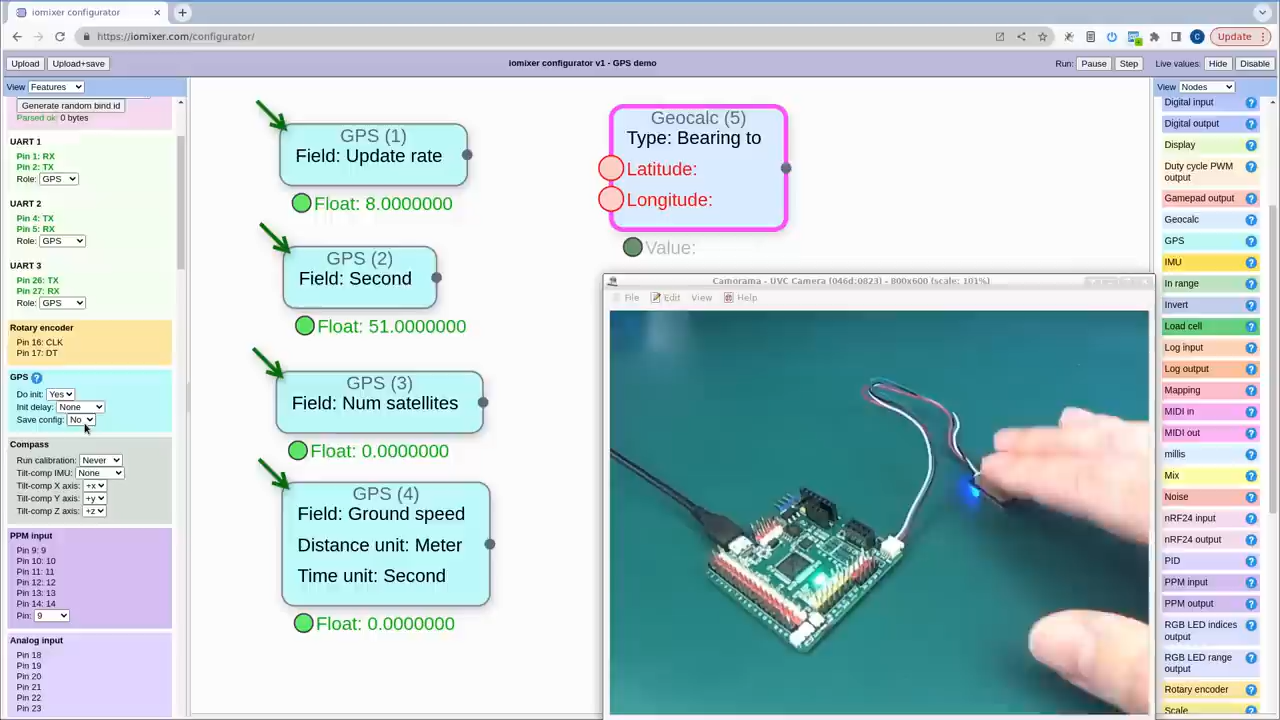 iomixer configurator
https://iomixer.com/configurator/
C
Update
Upload
Upload+save
iomixer configurator v1 - GPS demo
Run:
Pause
Step
Live values:
Hide
Disable
View
Features
Generate random bind id
Parsed ok: 0 bytes
UART 1
Pin 1: RX
Pin 2: TX
Role: GPS
UART 2
Pin 4: TX
Pin 5: RX
Role: GPS
UART 3
Pin 26: TX
Pin 27: RX
Role: GPS
Rotary encoder
Pin 16: CLK
Pin 17: DT
GPS ?
Do init: Yes
Init delay: None
Save config: No
Compass
Run calibration: Never
Tilt-comp IMU: None
Tilt-comp X axis: +x
Tilt-comp Y axis: +y
Tilt-comp Z axis: +z
PPM input
Pin 9: 9
Pin 10: 10
Pin 11: 11
Pin 12: 12
Pin 13: 13
Pin 14: 14
Pin: 9
Analog input
Pin 18
Pin 19
Pin 20
Pin 21
Pin 22
Pin 23
GPS (1)
Field: Update rate
Float: 8.0000000
GPS (2)
Field: Second
Float: 51.0000000
GPS (3)
Field: Num satellites
Float: 0.0000000
GPS (4)
Field: Ground speed
Distance unit: Meter
Time unit: Second
Float: 0.0000000
Geocalc (5)
Type: Bearing to
Latitude:
Longitude:
Value:
Camorama - UVC Camera (046d:0823) - 800x600 (scale: 101%)
File
Edit
View
Help
View
Nodes
Digital input ?
Digital output ?
Display ?
Duty cycle PWM
output ?
Gamepad output ?
Geocalc ?
GPS ?
IMU ?
In range ?
Invert ?
Load cell ?
Log input ?
Log output ?
Mapping ?
MIDI in ?
MIDI out ?
millis ?
Mix ?
Noise ?
nRF24 input ?
nRF24 output ?
PID ?
PPM input ?
PPM output ?
RGB LED indices
output ?
RGB LED range
output ?
Rotary encoder ?
Scale